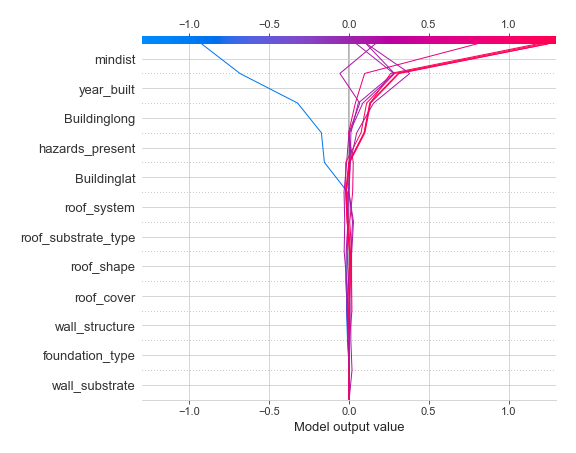 −1.0 −0.5 0.0 0.5 1.0
mindist
year_built
Buildinglong
hazards_present
Buildinglat
roof_system
roof_substrate_type
roof_shape
roof_cover
wall_structure
foundation_type
wall_substrate
−1.0 −0.5 0.0 0.5 1.0
Model output value